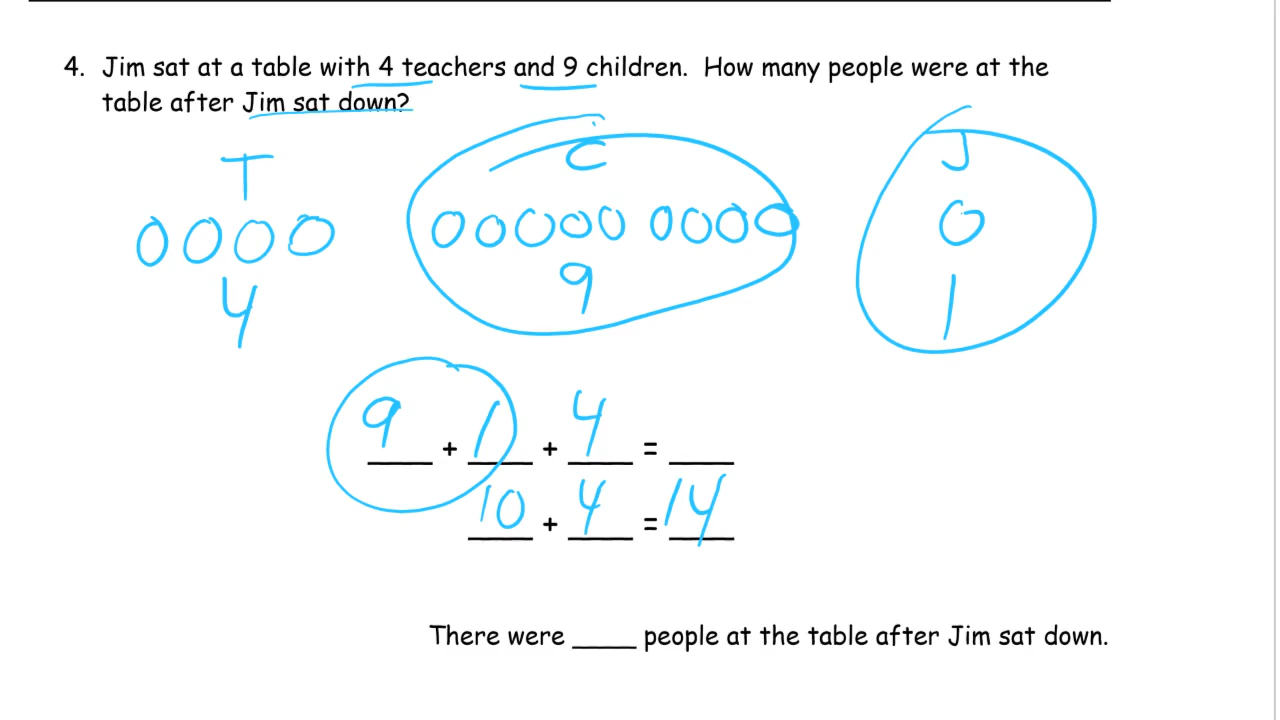 4. Jim sat at a table with 4 teachers and 9 children. How many people were at the
table after Jim sat down?
T C J
0000 00000 0000 0
4 9 1
9 + 1 + 4 = ____
10 + 4 = 14
There were ____ people at the table after Jim sat down.